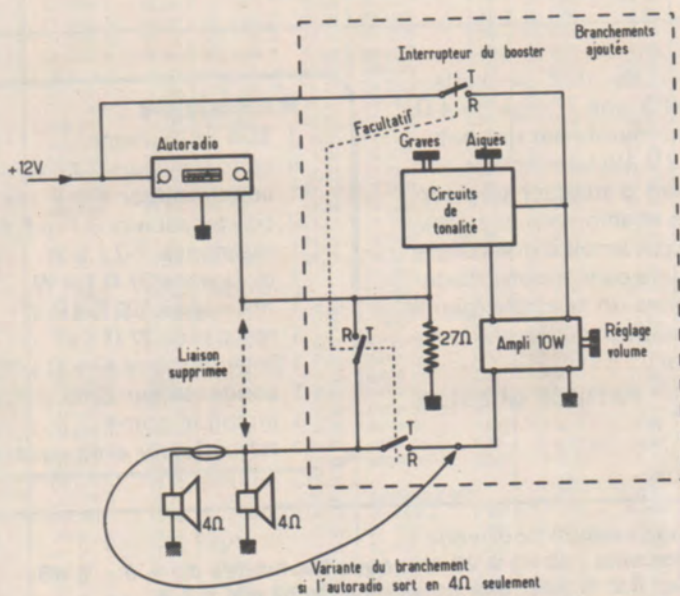 Interrupteur du booster
Branchements
ajoutés
T
R
Facultatif
Autoradio
Graves
Aiguës
+12V
Circuits
de
tonalité
R
T
27Ω
Ampli 10W
Réglage
volume
Liaison
supprimée
T
R
4Ω
4Ω
Variante du branchement
si l'autoradio sort en 4Ω seulement